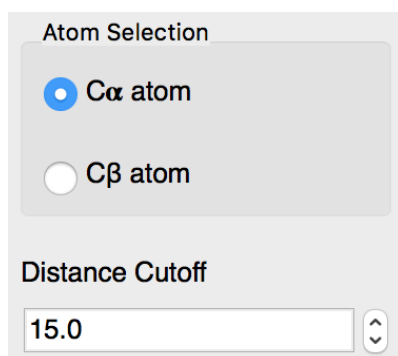 Atom Selection
Cα atom
Cβ atom
Distance Cutoff
15.0